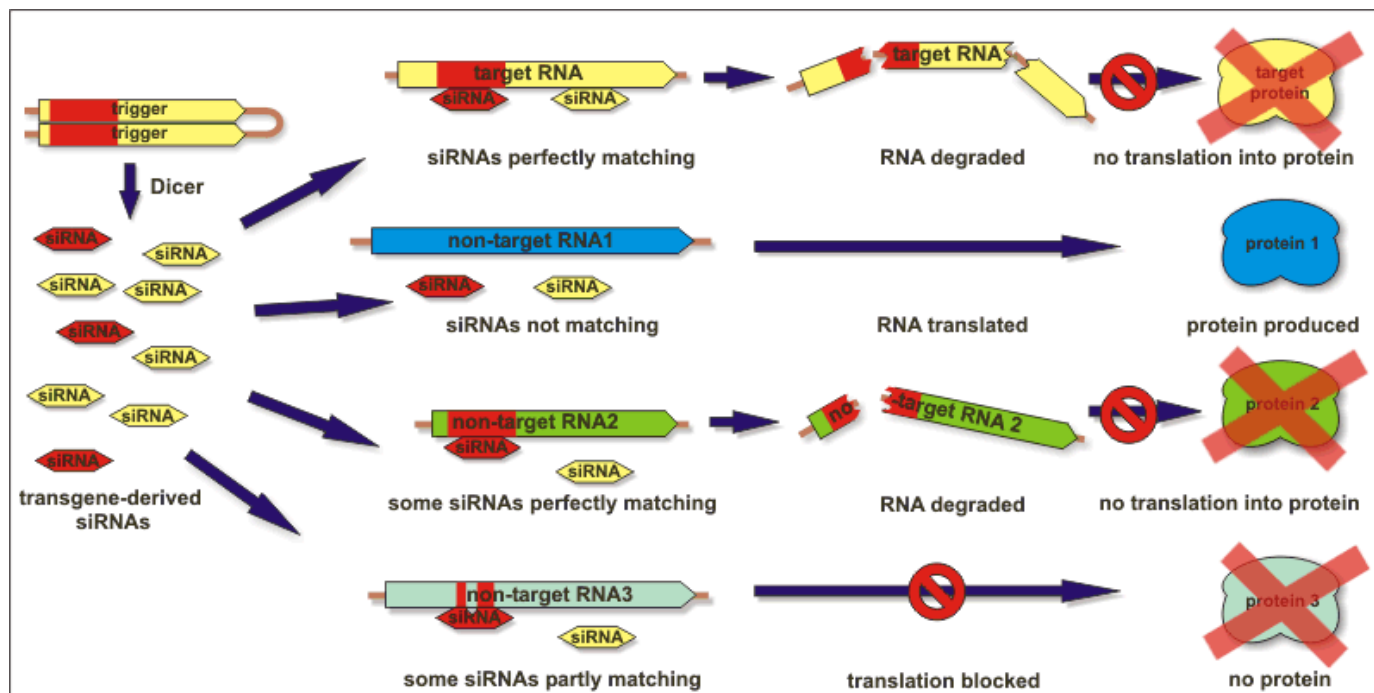 target RNA
siRNA
siRNA
siRNAs perfectly matching
target RNA
RNA degraded
target
protein
no translation into protein
trigger
trigger
Dicer
siRNA
siRNA
siRNA
siRNA
siRNA
siRNA
siRNA
siRNA
siRNA
transgene-derived
siRNAs
non-target RNA1
siRNA
siRNA
siRNAs not matching
RNA translated
protein 1
protein produced
non-target RNA2
siRNA
siRNA
some siRNAs perfectly matching
no
-target RNA 2
RNA degraded
protein 2
no translation into protein
non-target RNA3
siRNA
siRNA
some siRNAs partly matching
translation blocked
protein 3
no protein